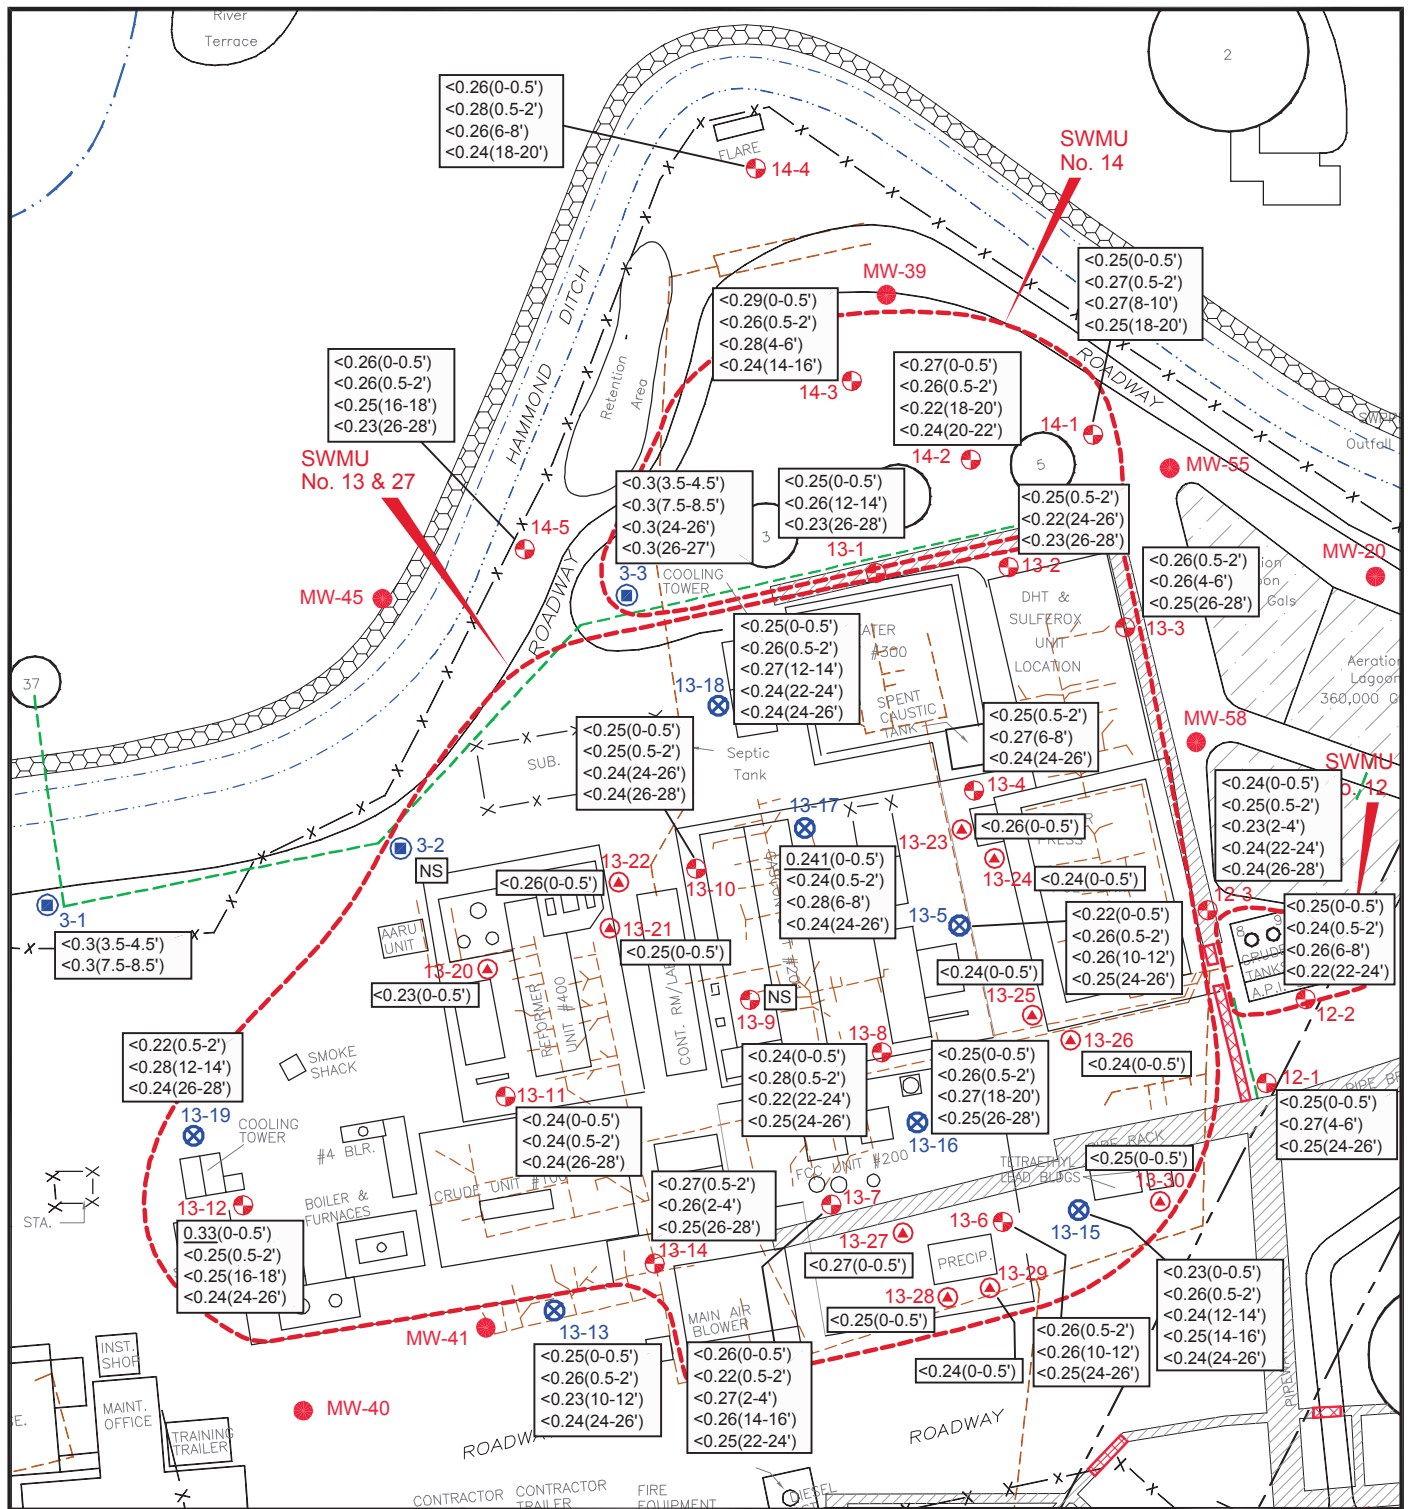 River
Terrace
2
<0.26(0-0.5')
<0.28(0.5-2')
<0.26(6-8')
<0.24(18-20')
FLARE
14-4
SWMU
No. 14
HAMMOND DITCH
Retention
Area
MW-39
<0.29(0-0.5')
<0.26(0.5-2')
<0.28(4-6')
<0.24(14-16')
14-3
<0.25(0-0.5')
<0.27(0.5-2')
<0.27(8-10')
<0.25(18-20')
ROADWAY
<0.27(0-0.5')
<0.26(0.5-2')
<0.22(18-20')
<0.24(20-22')
14-2
14-1
5
MW-55
Outfall
<0.26(0-0.5')
<0.26(0.5-2')
<0.25(16-18')
<0.23(26-28')
SWMU
No. 13 & 27
14-5
ROADWAY
MW-45
<0.3(3.5-4.5')
<0.3(7.5-8.5')
<0.3(24-26')
<0.3(26-27')
3
<0.25(0-0.5')
<0.26(12-14')
<0.23(26-28')
<0.25(0.5-2')
<0.22(24-26')
<0.23(26-28')
13-1
13-2
3-3
COOLING
TOWER
<0.26(0.5-2')
<0.26(4-6')
<0.25(26-28')
13-3
Gals
MW-20
DHT &
SULFEROX
UNIT
LOCATION
Aeration
Lagoon
360,000 G
37
<0.25(0-0.5')
<0.26(0.5-2')
<0.27(12-14')
<0.24(22-24')
<0.24(24-26')
#300
SPENT
CAUSTIC
TANK
13-18
Septic
Tank
SUB.
<0.25(0-0.5')
<0.25(0.5-2')
<0.24(24-26')
<0.24(26-28')
<0.25(0.5-2')
<0.27(6-8')
<0.24(24-26')
13-4
MW-58
SWMU
No. 12
<0.24(0-0.5')
<0.25(0.5-2')
<0.23(2-4')
<0.24(22-24')
<0.24(26-28')
13-17
13-23
<0.26(0-0.5')
PRESS
13-24
<0.24(0-0.5')
3-2
NS
13-22
<0.26(0-0.5')
13-10
0.241(0-0.5')
<0.24(0.5-2')
<0.28(6-8')
<0.24(24-26')
13-5
<0.22(0-0.5')
<0.26(0.5-2')
<0.26(10-12')
<0.25(24-26')
12-3
<0.25(0-0.5')
<0.24(0.5-2')
<0.26(6-8')
<0.22(22-24')
8
9
CRUDE
TANKS
A.P.I.
12-2
3-1
<0.3(3.5-4.5')
<0.3(7.5-8.5')
AARU
UNIT
13-21
<0.25(0-0.5')
13-20
<0.23(0-0.5')
REFORMER
UNIT #400
CONT. RM/LAB
NS
13-9
<0.24(0-0.5')
13-25
13-26
<0.24(0-0.5')
13-8
12-1
<0.25(0-0.5')
<0.27(4-6')
<0.25(24-26')
<0.22(0.5-2')
<0.28(12-14')
<0.24(26-28')
SMOKE
SHACK
13-19
COOLING
TOWER
13-11
<0.24(0-0.5')
<0.24(0.5-2')
<0.24(26-28')
<0.24(0-0.5')
<0.28(0.5-2')
<0.22(22-24')
<0.25(24-26')
<0.25(0-0.5')
<0.26(0.5-2')
<0.27(18-20')
<0.25(26-28')
13-16
PIPE RACK
TETRAETHYL
LEAD BLDGS
<0.25(0-0.5')
13-30
13-15
#4 BLR.
BOILER &
FURNACES
CRUDE UNIT #100
FCC UNIT #200
<0.27(0.5-2')
<0.26(2-4')
<0.25(26-28')
13-7
13-6
STA.
13-12
0.33(0-0.5')
<0.25(0.5-2')
<0.25(16-18')
<0.24(24-26')
13-14
13-27
<0.27(0-0.5')
PRECIP.
13-29
13-28
<0.25(0-0.5')
<0.23(0-0.5')
<0.26(0.5-2')
<0.24(12-14')
<0.25(14-16')
<0.24(24-26')
MW-41
13-13
MAIN AIR
BLOWER
<0.25(0-0.5')
<0.26(0.5-2')
<0.23(10-12')
<0.24(24-26')
<0.26(0-0.5')
<0.22(0.5-2')
<0.27(2-4')
<0.26(14-16')
<0.25(22-24')
<0.26(0.5-2')
<0.26(10-12')
<0.25(24-26')
<0.24(0-0.5')
INST.
SHOP
MAINT.
OFFICE
TRAINING
TRAILER
MW-40
ROADWAY
ROADWAY
CONTRACTOR
CONTRACTOR
TRAILER
FIRE
EQUIPMENT
DIESEL